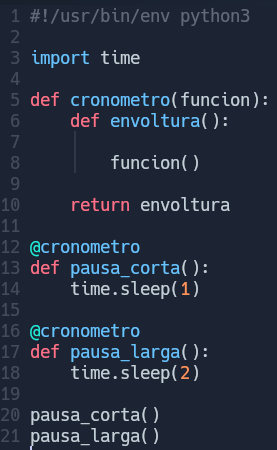 1 #!/usr/bin/env python3
2
3 import time
4
5 def cronometro(funcion):
6     def envoltura():
7
8         funcion()
9
10     return envoltura
11
12 @cronometro
13 def pausa_corta():
14     time.sleep(1)
15
16 @cronometro
17 def pausa_larga():
18     time.sleep(2)
19
20 pausa_corta()
21 pausa_larga()